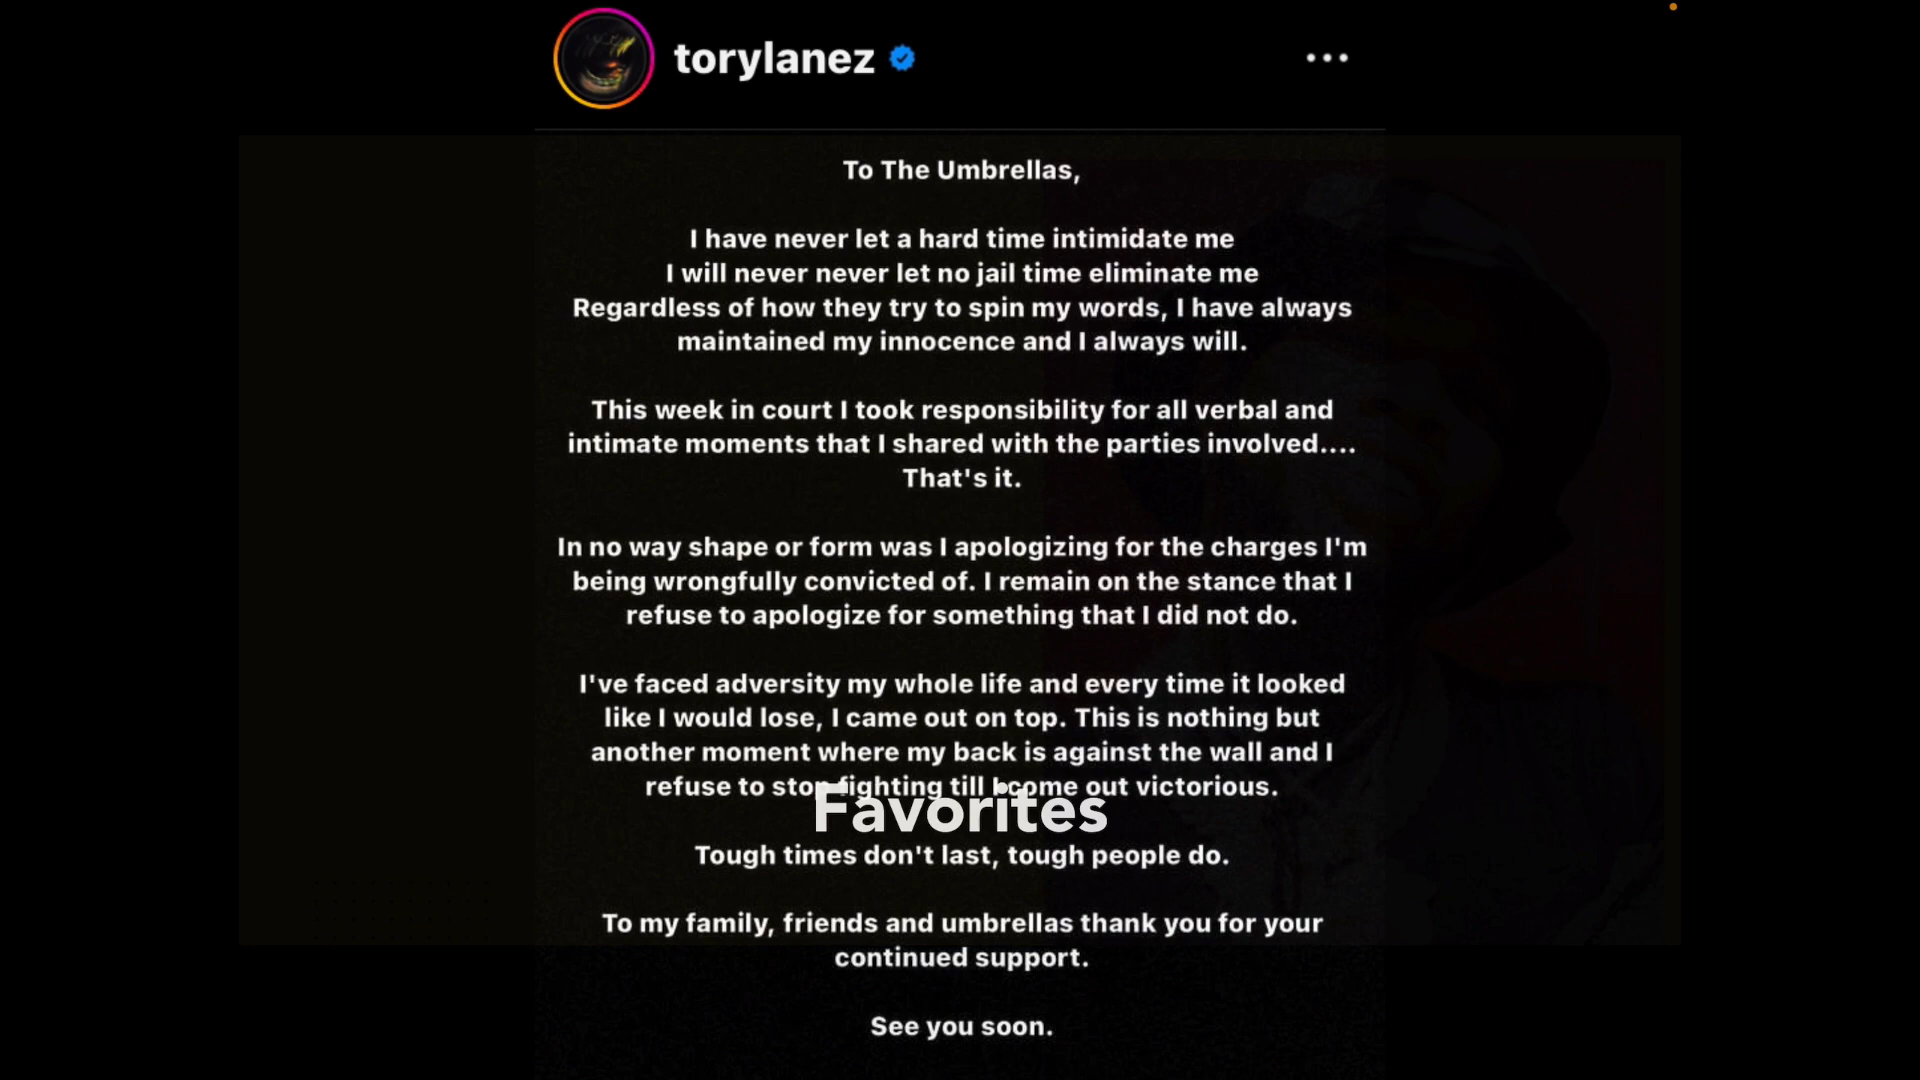 torylanez
To The Umbrellas,
I have never let a hard time intimidate me
I will never never let no jail time eliminate me
Regardless of how they try to spin my words, I have always
maintained my innocence and I always will.
This week in court I took responsibility for all verbal and
intimate moments that I shared with the parties involved....
That's it.
In no way shape or form was I apologizing for the charges I'm
being wrongfully convicted of. I remain on the stance that I
refuse to apologize for something that I did not do.
I've faced adversity my whole life and every time it looked
like I would lose, I came out on top. This is nothing but
another moment where my back is against the wall and I
refuse to stop fighting till I come out victorious.
Favorites
Tough times don't last, tough people do.
To my family, friends and umbrellas thank you for your
continued support.
See you soon.